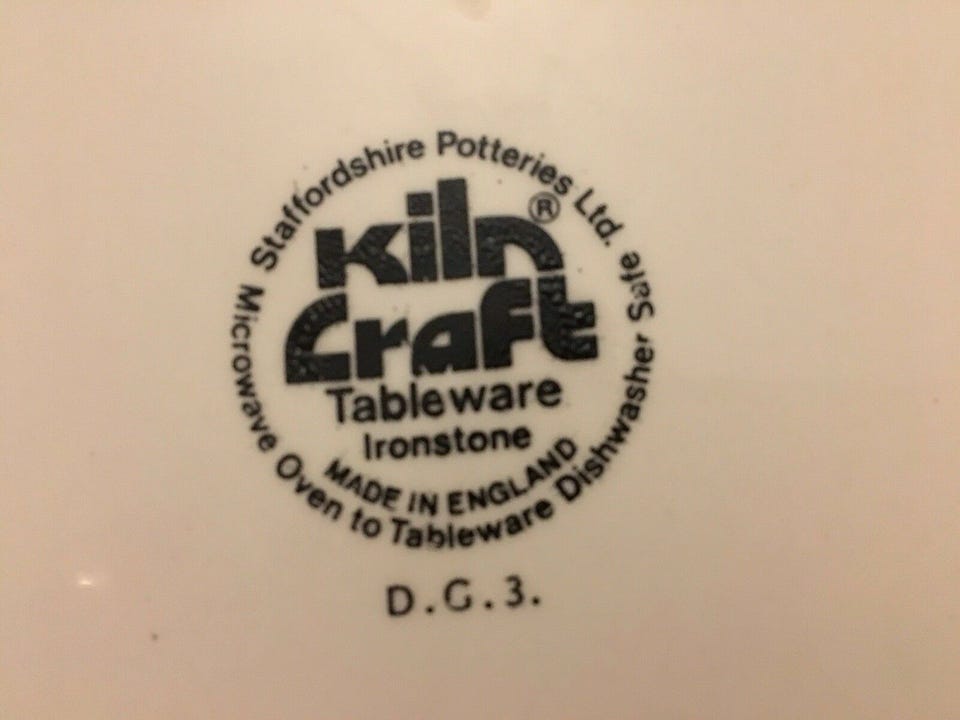 Staffordshire Potteries Ltd.
Kiln ®
Craft
Tableware
Ironstone
MADE IN ENGLAND
Microwave Oven to Tableware Dishwasher Safe
D.G.3.